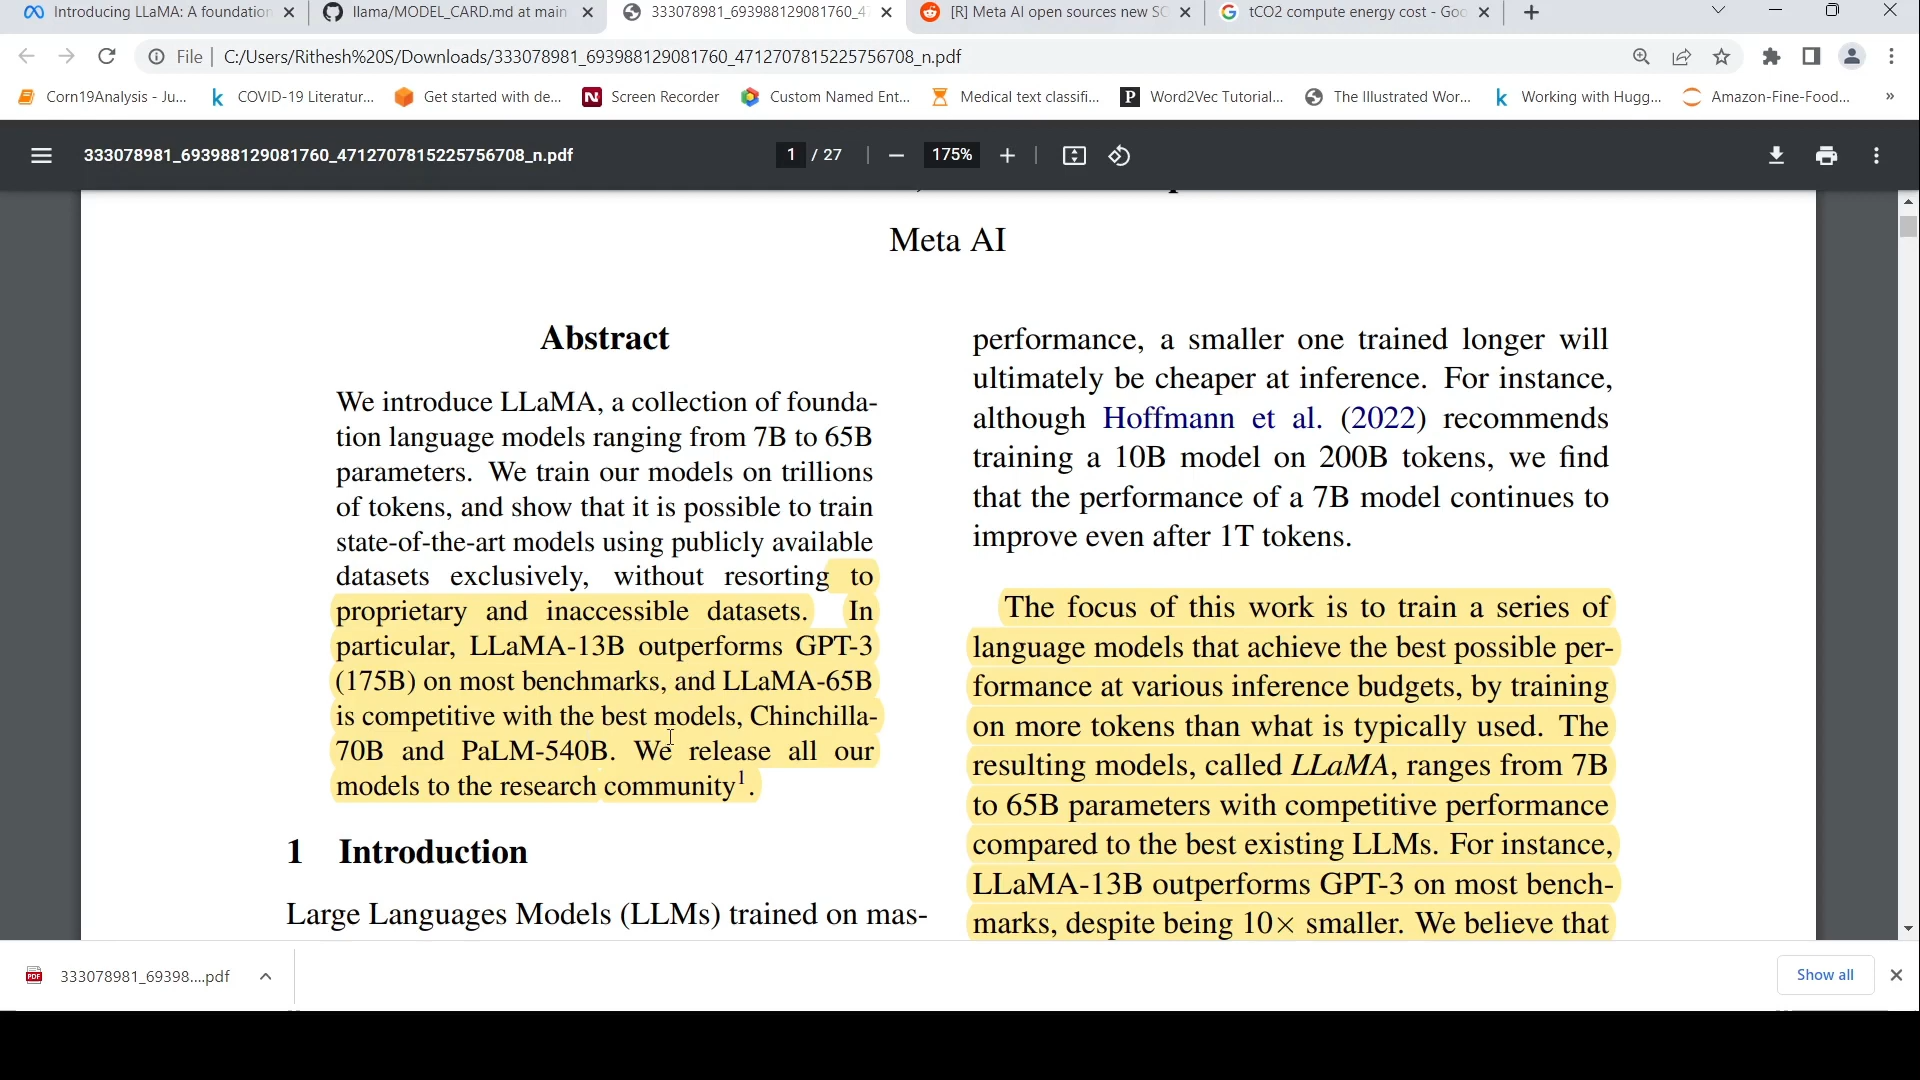 Introducing LLaMA: A foundation
llama/MODEL_CARD.md at main
333078981_693988129081760_47
[R] Meta AI open sources new SO
tCO2 compute energy cost - Goo
File
C:/Users/Rithesh%20S/Downloads/333078981_693988129081760_4712707815225756708_n.pdf
Corn19Analysis - Ju...
COVID-19 Literatur...
Get started with de...
Screen Recorder
Custom Named Ent...
Medical text classifi...
Word2Vec Tutorial...
The Illustrated Wor...
Working with Hugg...
Amazon-Fine-Food...
»
333078981_693988129081760_4712707815225756708_n.pdf
1 / 27
175%
Meta AI
Abstract
We introduce LLaMA, a collection of founda-
tion language models ranging from 7B to 65B
parameters. We train our models on trillions
of tokens, and show that it is possible to train
state-of-the-art models using publicly available
datasets exclusively, without resorting to
proprietary and inaccessible datasets. In
particular, LLaMA-13B outperforms GPT-3
(175B) on most benchmarks, and LLaMA-65B
is competitive with the best models, Chinchilla-
70B and PaLM-540B. We release all our
models to the research community1.
1 Introduction
Large Languages Models (LLMs) trained on mas-
performance, a smaller one trained longer will
ultimately be cheaper at inference. For instance,
although Hoffmann et al. (2022) recommends
training a 10B model on 200B tokens, we find
that the performance of a 7B model continues to
improve even after 1T tokens.
The focus of this work is to train a series of
language models that achieve the best possible per-
formance at various inference budgets, by training
on more tokens than what is typically used. The
resulting models, called LLaMA, ranges from 7B
to 65B parameters with competitive performance
compared to the best existing LLMs. For instance,
LLaMA-13B outperforms GPT-3 on most bench-
marks, despite being 10× smaller. We believe that
PDF
333078981_69398....pdf
Show all